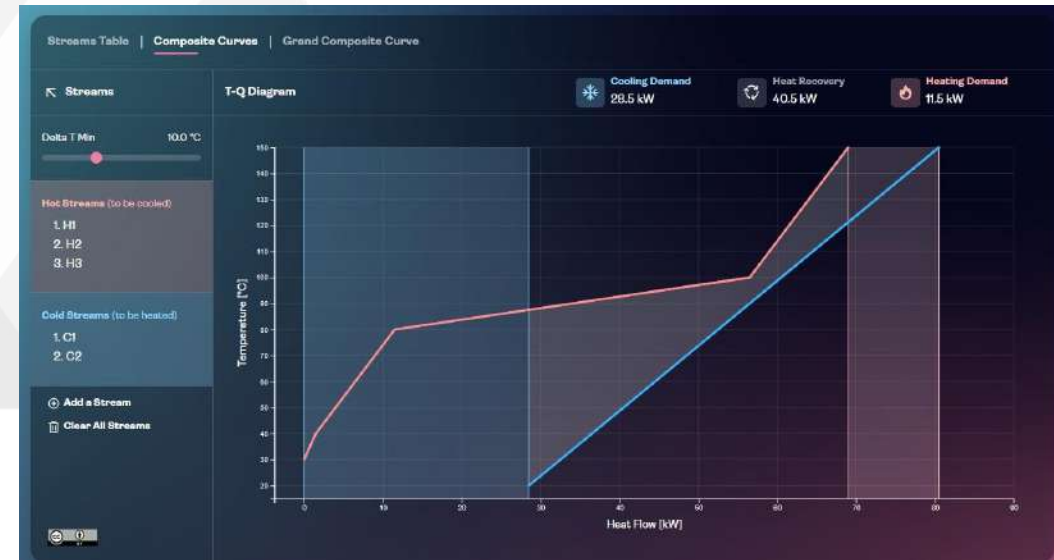 Streams Table | Composite Curves | Grand Composite Curve
Streams
T-Q Diagram
Cooling Demand
28.5 kW
Heat Recovery
40.5 kW
Heating Demand
11.5 kW
Delta T Min 10.0 °C
Hot Streams (to be cooled)
1. H1
2. H2
3. H3
Cold Streams (to be heated)
1. C1
2. C2
Add a Stream
Clear All Streams
Temperature [°C]
150
140
130
120
110
100
90
80
70
60
50
40
30
20
0 10 20 30 40 50 60 70 80 90
Heat Flow [kW]
cc